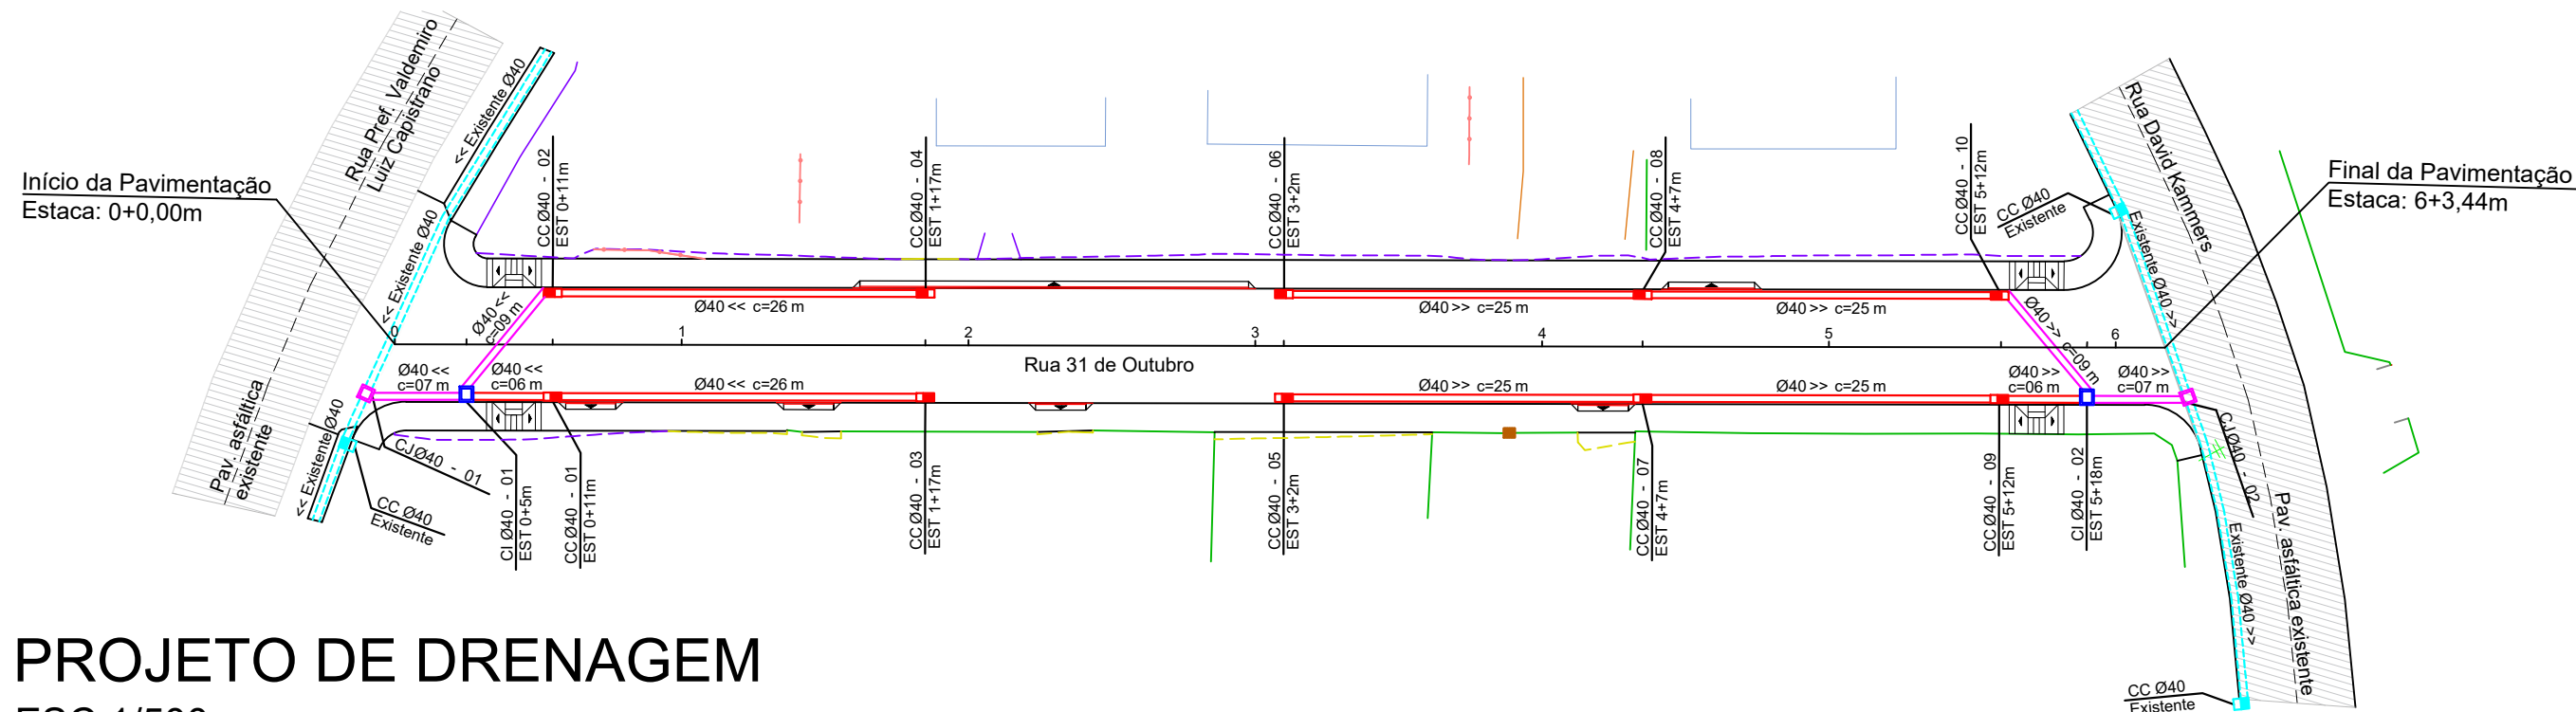 Início da Pavimentação
Estaca: 0+0,00m
Rua Pref. Valdemiro
Luiz Capistrano
<< Existente Ø40
<< Existente Ø40
<< Existente Ø40
Pav. asfáltica
existente
CC Ø40 - 02
EST 0+11m
CC Ø40 - 04
EST 1+17m
CC Ø40 - 06
EST 3+2m
CC Ø40 - 08
EST 4+7m
CC Ø40 - 10
EST 5+12m
CC Ø40
Existente
Rua David Kammers
Existente Ø40 >>
Final da Pavimentação
Estaca: 6+3,44m
Ø40 <<
c=09 m
Ø40 << c=26 m
Ø40 >> c=25 m
Ø40 >> c=25 m
Ø40 >> c=09 m
0
1
2
3
4
5
6
Rua 31 de Outubro
Ø40 <<
c=07 m
Ø40 <<
c=06 m
Ø40 << c=26 m
Ø40 >> c=25 m
Ø40 >> c=25 m
Ø40 >>
c=06 m
Ø40 >>
c=07 m
CJØ40 - 01
CC Ø40
Existente
CI Ø40 - 01
EST 0+5m
CC Ø40 - 01
EST 0+11m
CC Ø40 - 03
EST 1+17m
CC Ø40 - 05
EST 3+2m
CC Ø40 - 07
EST 4+7m
CC Ø40 - 09
EST 5+12m
CI Ø40 - 02
EST 5+18m
CJØ40 - 02
Existente Ø40 <<
Pav. asfáltica existente
CC Ø40
Existente
PROJETO DE DRENAGEM